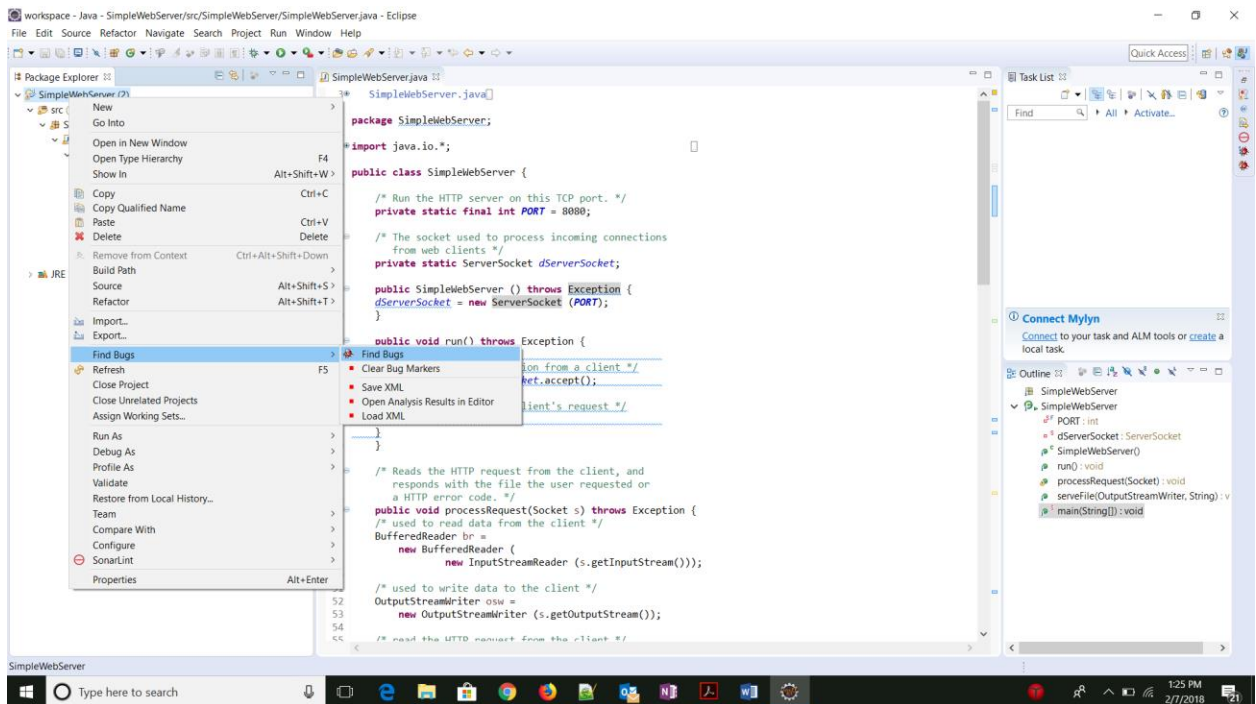 workspace - Java - SimpleWebServer/src/SimpleWebServer/SimpleWebServer.java - Eclipse
File Edit Source Refactor Navigate Search Project Run Window Help
Quick Access
Package Explorer
SimpleWebServer (2)
src
JRE
New
Go Into
Open in New Window
Open Type Hierarchy F4
Show In Alt+Shift+W >
Copy Ctrl+C
Copy Qualified Name
Paste Ctrl+V
Delete Delete
Remove from Context Ctrl+Alt+Shift+Down
Build Path >
Source Alt+Shift+S >
Refactor Alt+Shift+T >
Import...
Export...
Find Bugs >
Refresh F5
Close Project
Close Unrelated Projects
Assign Working Sets...
Run As >
Debug As >
Profile As >
Validate
Restore from Local History...
Team >
Compare With >
Configure >
SonarLint >
Properties Alt+Enter
Find Bugs
Clear Bug Markers
Save XML
Open Analysis Results in Editor
Load XML
SimpleWebServer.java
SimpleWebServer.java
package SimpleWebServer;
import java.io.*;
public class SimpleWebServer {
/* Run the HTTP server on this TCP port. */
private static final int PORT = 8080;
/* The socket used to process incoming connections
from web clients */
private static ServerSocket dServerSocket;
public SimpleWebServer () throws Exception {
dServerSocket = new ServerSocket (PORT);
}
public void run() throws Exception {
ion from a client */
ket.accept();
lient's request */
}
}
/* Reads the HTTP request from the client, and
responds with the file the user requested or
a HTTP error code. */
public void processRequest(Socket s) throws Exception {
/* used to read data from the client */
BufferedReader br =
new BufferedReader (
new InputStreamReader (s.getInputStream()));
/* used to write data to the client */
52 OutputStreamWriter osw =
53 new OutputStreamWriter (s.getOutputStream());
54
55 /* read the HTTP request from the client */
Task List
Find All Activate...
Connect Mylyn
Connect to your task and ALM tools or create a
local task.
Outline
SimpleWebServer
SimpleWebServer
PORT : int
dServerSocket : ServerSocket
SimpleWebServer()
run() : void
processRequest(Socket) : void
serveFile(OutputStreamWriter, String) : v
main(String[]) : void
SimpleWebServer
Type here to search
1:25 PM
2/7/2018
21